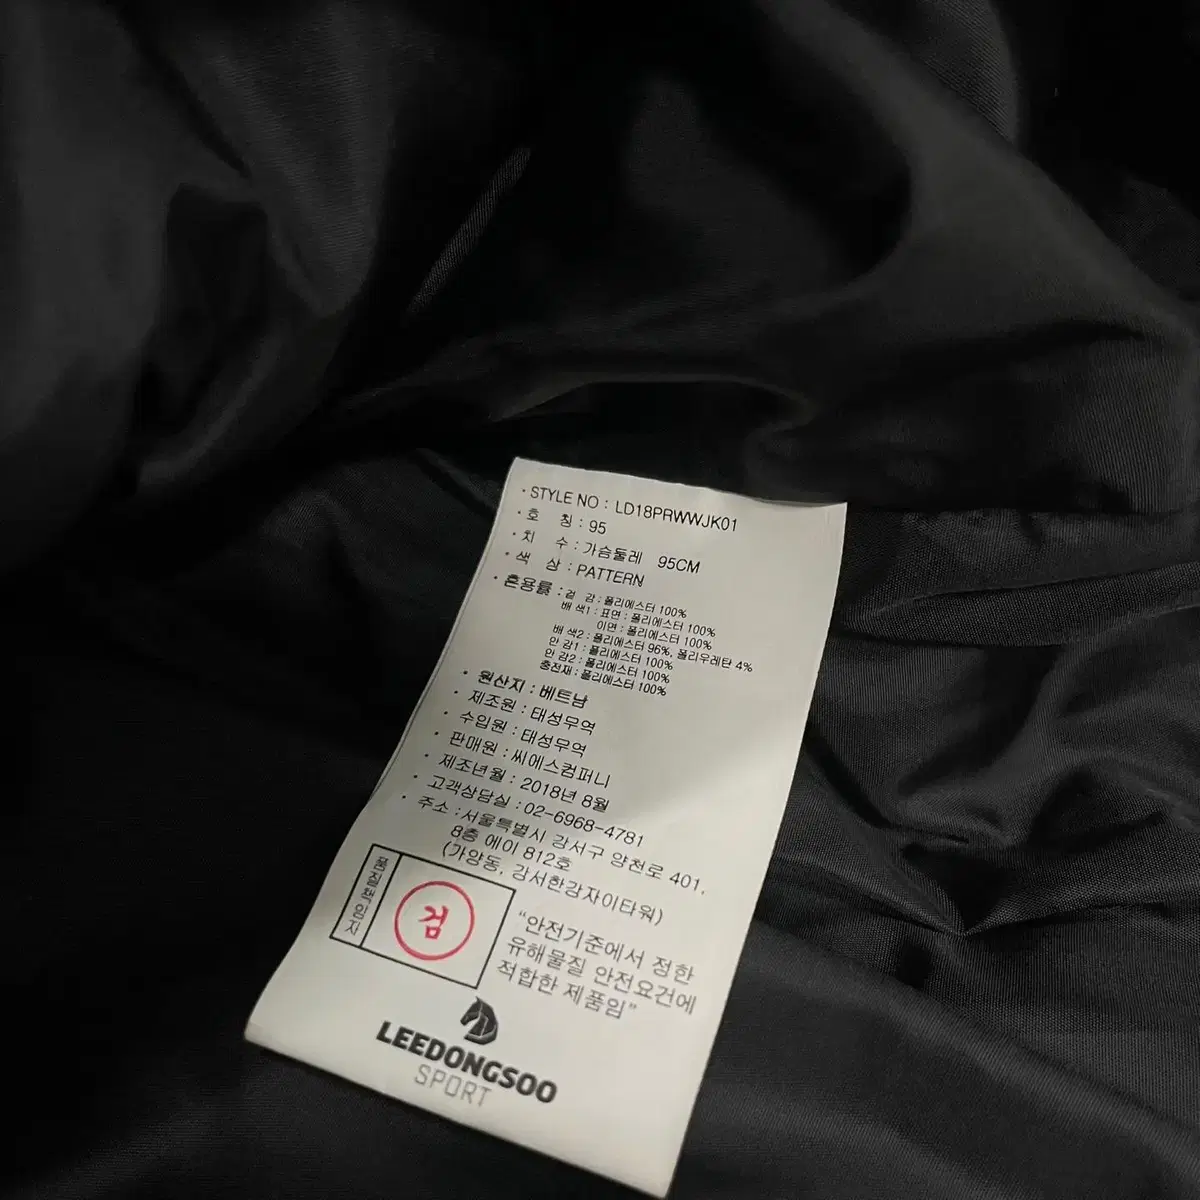 · STYLE NO : LD18PRWWJK01
· 호 칭 : 95
· 치 수 : 가슴둘레 95CM
· 색 상 : PATTERN
· 혼용률 : 겉 감 : 폴리에스터 100%
배 색1 : 표면 : 폴리에스터 100%
이면 : 폴리에스터 100%
배 색2 : 폴리에스터 96%, 폴리우레탄 4%
안 감1 : 폴리에스터 100%
안 감2 : 폴리에스터 100%
충전재 : 폴리에스터 100%
· 원산지 : 베트남
· 제조원 : 태성무역
· 수입원 : 태성무역
· 판매원 : 씨에스컴퍼니
· 제조년월 : 2018년 8월
· 고객상담실 : 02-6968-4781
· 주소 : 서울특별시 강서구 양천로 401,
8층 에이 812호
(가양동, 강서한강자이타워)
품질책임자
검
"안전기준에서 정한
유해물질 안전요건에
적합한 제품임"
LEEDONGSOO
SPORT